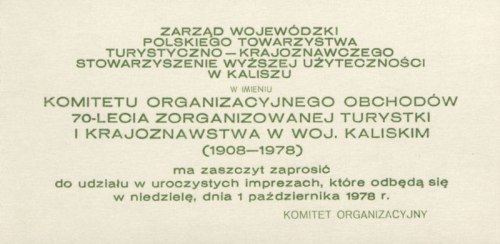 ZARZĄD WOJEWÓDZKI
POLSKIEGO TOWARZYSTWA
TURYSTYCZNO—KRAJOZNAWCZEGO
STOWARZYSZENIE WYŻSZEJ UŻYTECZNOŚCI
W KALISZU
W IMIENIU
KOMITETU ORGANIZACYJNEGO OBCHODÓW
70-LECIA ZORGANIZOWANEJ TURYSTKI
I KRAJOZNAWSTWA W WOJ. KALISKIM
(1908—1978)
ma zaszczyt zaprosić
do udziału w uroczystych imprezach, które odbędą się
w niedzielę, dnia 1 października 1978 r.
KOMITET ORGANIZACYJNY